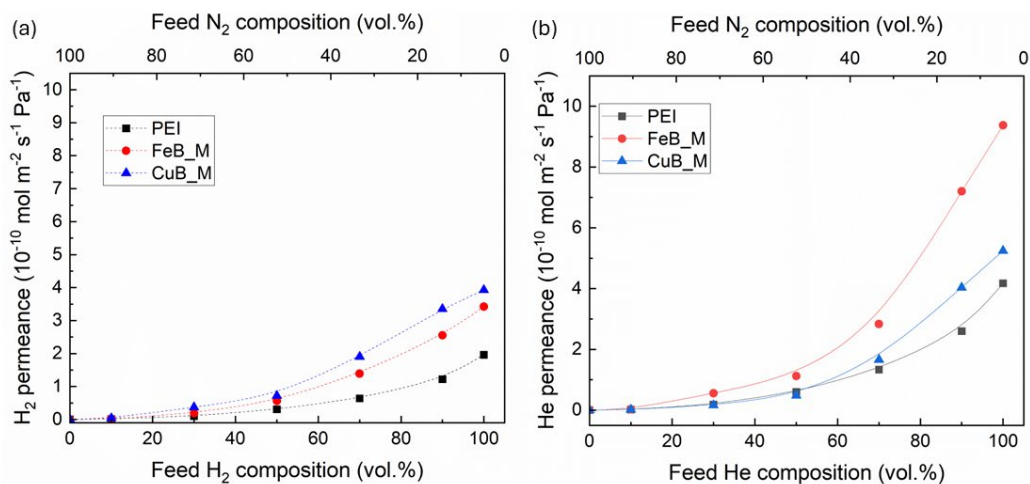 (a)
Feed N₂ composition (vol.%)
100 80 60 40 20 0
10
9
8
7
6
5
4
3
2
1
0
H₂ permeance (10⁻¹⁰ mol m⁻² s⁻¹ Pa⁻¹)
PEI
FeB_M
CuB_M
0 20 40 60 80 100
Feed H₂ composition (vol.%)
(b)
Feed N₂ composition (vol.%)
100 80 60 40 20 0
10
8
6
4
2
0
He permeance (10⁻¹⁰ mol m⁻² s⁻¹ Pa⁻¹)
PEI
FeB_M
CuB_M
0 20 40 60 80 100
Feed He composition (vol.%)